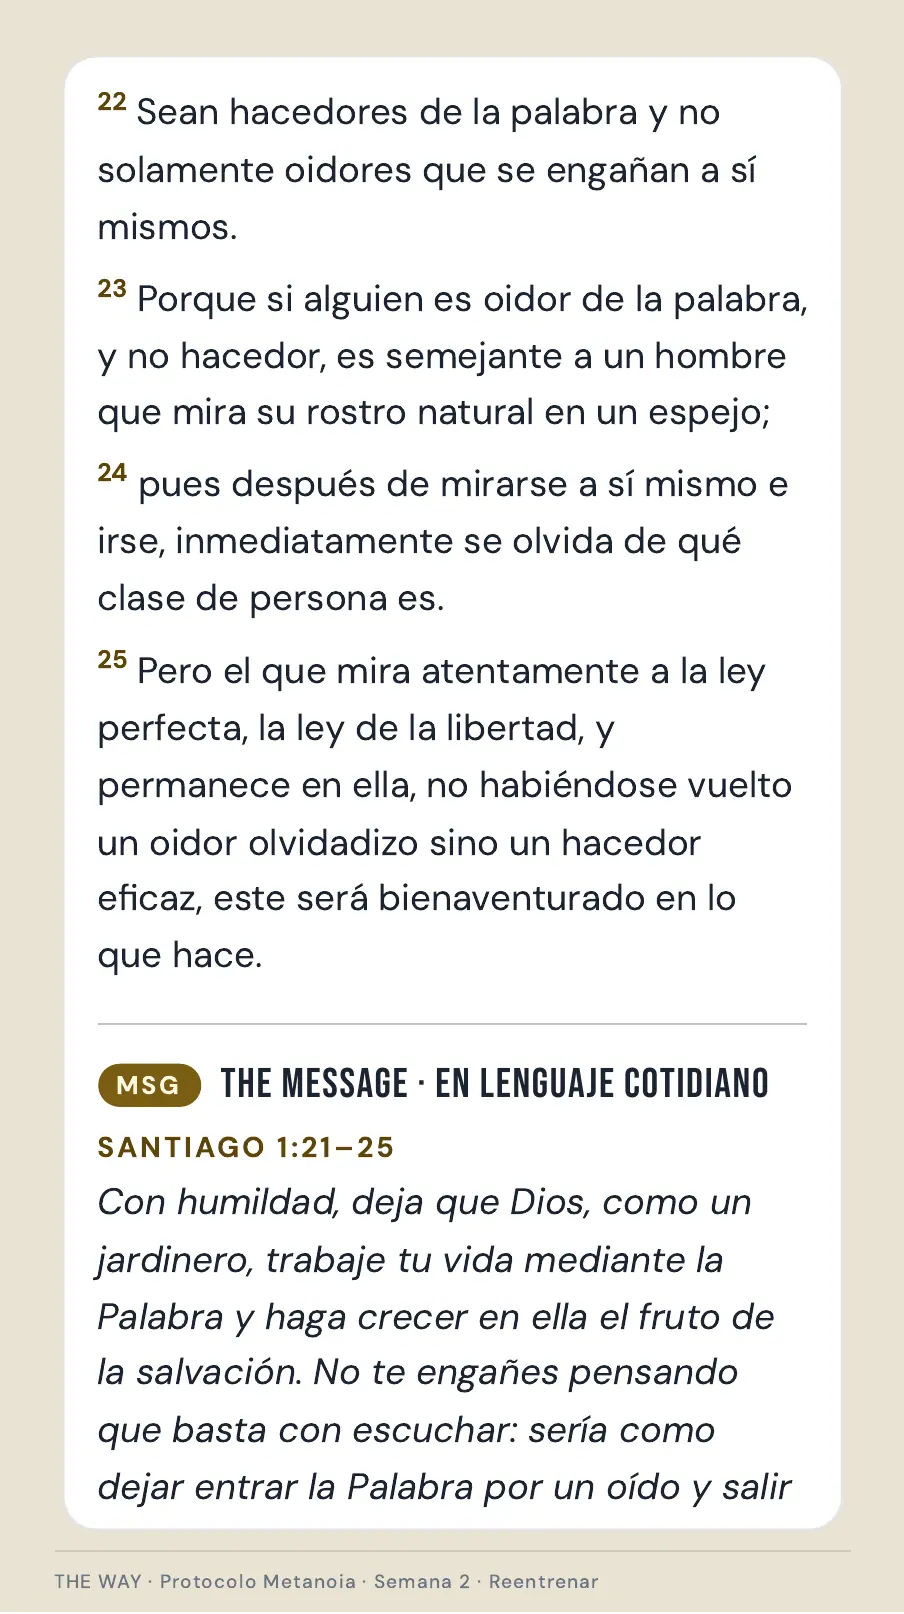 22 Sean hacedores de la palabra y no
solamente oidores que se engañan a sí
mismos.
23 Porque si alguien es oidor de la palabra,
y no hacedor, es semejante a un hombre
que mira su rostro natural en un espejo;
24 pues después de mirarse a sí mismo e
irse, inmediatamente se olvida de qué
clase de persona es.
25 Pero el que mira atentamente a la ley
perfecta, la ley de la libertad, y
permanece en ella, no habiéndose vuelto
un oidor olvidadizo sino un hacedor
eficaz, este será bienaventurado en lo
que hace.
MSG THE MESSAGE · EN LENGUAJE COTIDIANO
SANTIAGO 1:21–25
Con humildad, deja que Dios, como un
jardinero, trabaje tu vida mediante la
Palabra y haga crecer en ella el fruto de
la salvación. No te engañes pensando
que basta con escuchar: sería como
dejar entrar la Palabra por un oído y salir
THE WAY · Protocolo Metanoia · Semana 2 · Reentrenar